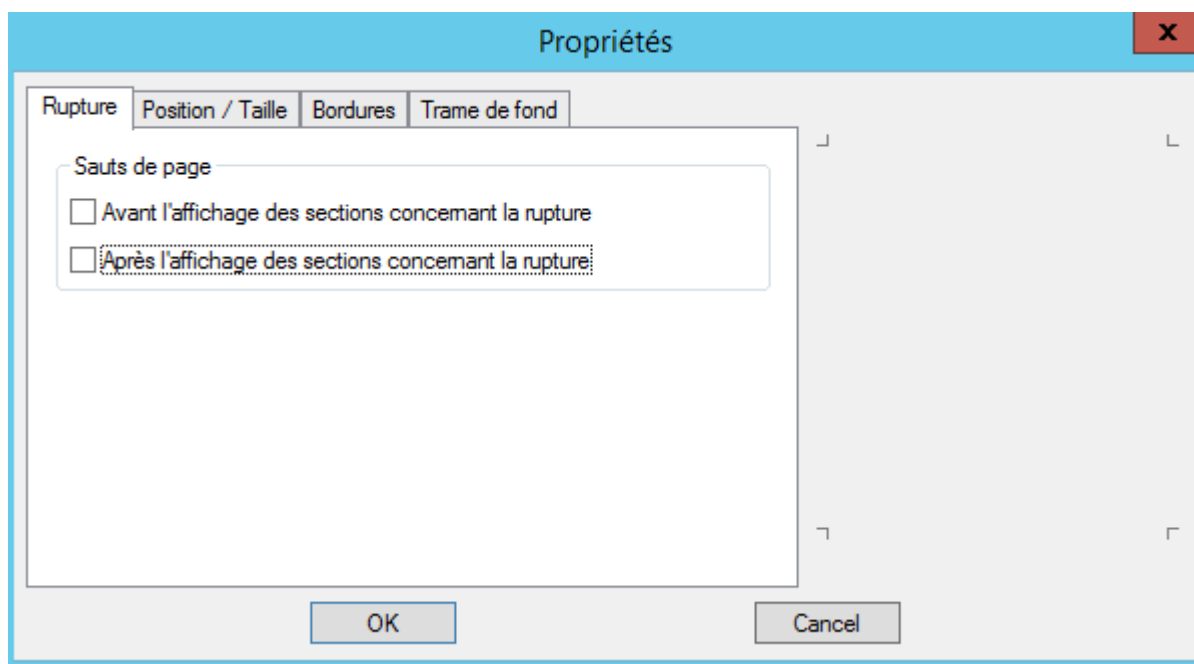 Propriétés
x
Rupture Position / Taille Bordures Trame de fond
Sauts de page
Avant l'affichage des sections concernant la rupture
Après l'affichage des sections concernant la rupture
OK Cancel